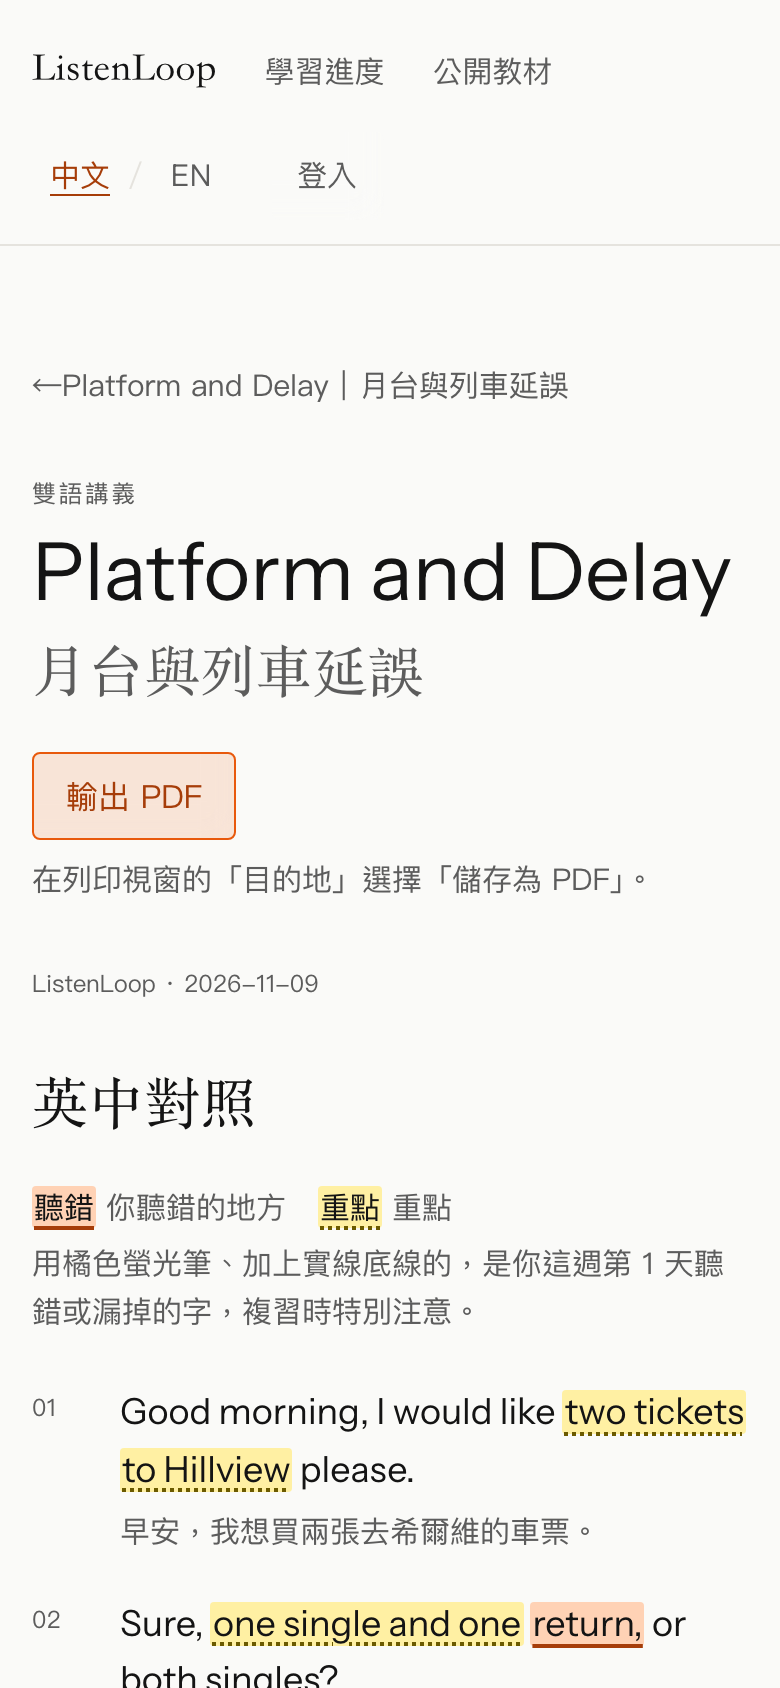 ListenLoop 學習進度 公開教材
中文 / EN 登入
←Platform and Delay｜月台與列車延誤
雙語講義
Platform and Delay
月台與列車延誤
輸出 PDF
在列印視窗的「目的地」選擇「儲存為 PDF」。
ListenLoop · 2026-11-09
英中對照
聽錯 你聽錯的地方 重點 重點
用橘色螢光筆、加上實線底線的，是你這週第 1 天聽
錯或漏掉的字，複習時特別注意。
01 Good morning, I would like two tickets
to Hillview please.
早安，我想買兩張去希爾維的車票。
02 Sure, one single and one return, or
both singles?